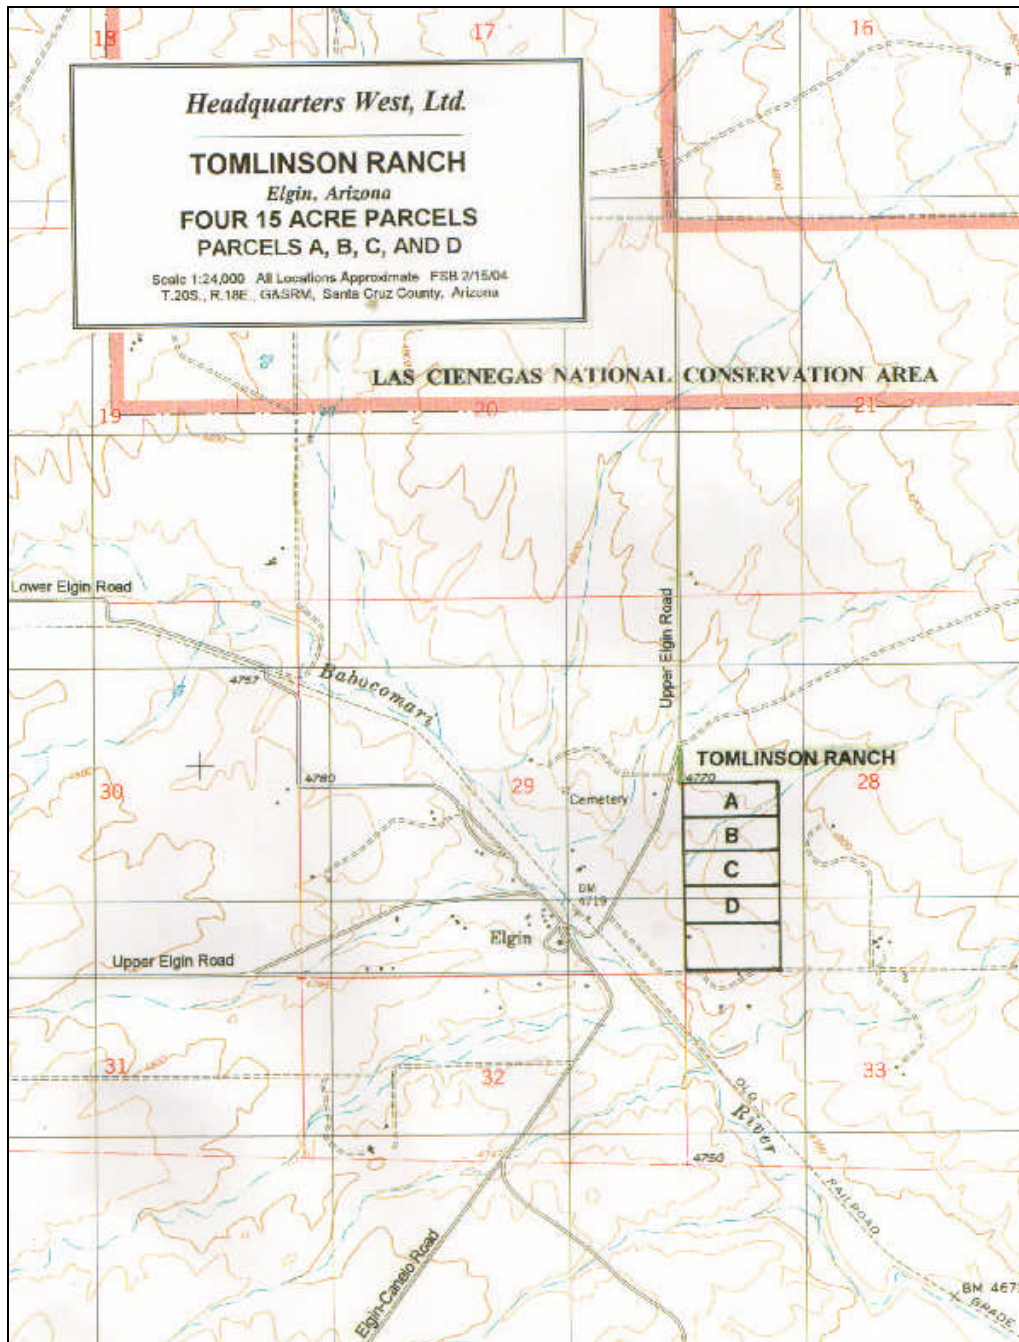 18
17
16
Headquarters West, Ltd.
TOMLINSON RANCH
Elgin, Arizona
FOUR 15 ACRE PARCELS
PARCELS A, B, C, AND D
Scale 1:24,000 All Locations Approximate FSB 2/15/04
T.20S., R.18E., G&SRM, Santa Cruz County, Arizona
LAS CIENEGAS NATIONAL CONSERVATION AREA
19
20
21
Lower Elgin Road
Upper Elgin Road
Babocomari
4757
TOMLINSON RANCH
4780
4770
30
29
28
Cemetery
A
B
C
D
BM
4719
Elgin
Upper Elgin Road
31
32
33
OLD
River
4750
RAILROAD
Elgin-Canelo Road
GRADE